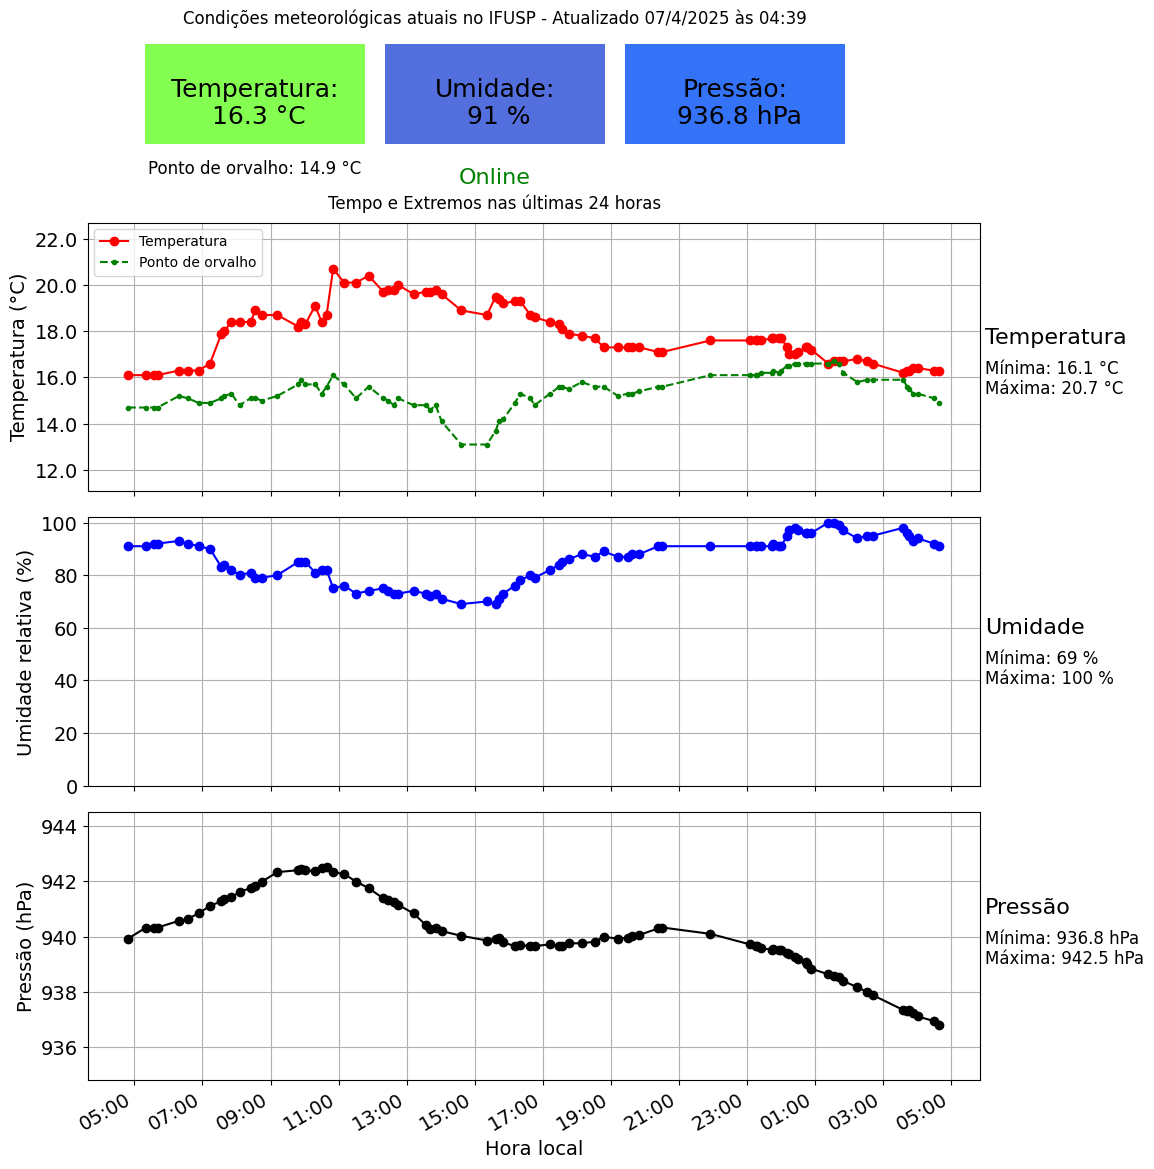 Condições meteorológicas atuais no IFUSP - Atualizado 07/4/2025 às 04:39
Temperatura:
16.3 °C
Umidade:
91 %
Pressão:
936.8 hPa
Ponto de orvalho: 14.9 °C
Online
Tempo e Extremos nas últimas 24 horas
Temperatura (°C)
22.0
20.0
18.0
16.0
14.0
12.0
Temperatura
Ponto de orvalho
Temperatura
Mínima: 16.1 °C
Máxima: 20.7 °C
Umidade relativa (%)
100
80
60
40
20
0
Umidade
Mínima: 69 %
Máxima: 100 %
Pressão (hPa)
944
942
940
938
936
Pressão
Mínima: 936.8 hPa
Máxima: 942.5 hPa
05:00 07:00 09:00 11:00 13:00 15:00 17:00 19:00 21:00 23:00 01:00 03:00 05:00
Hora local